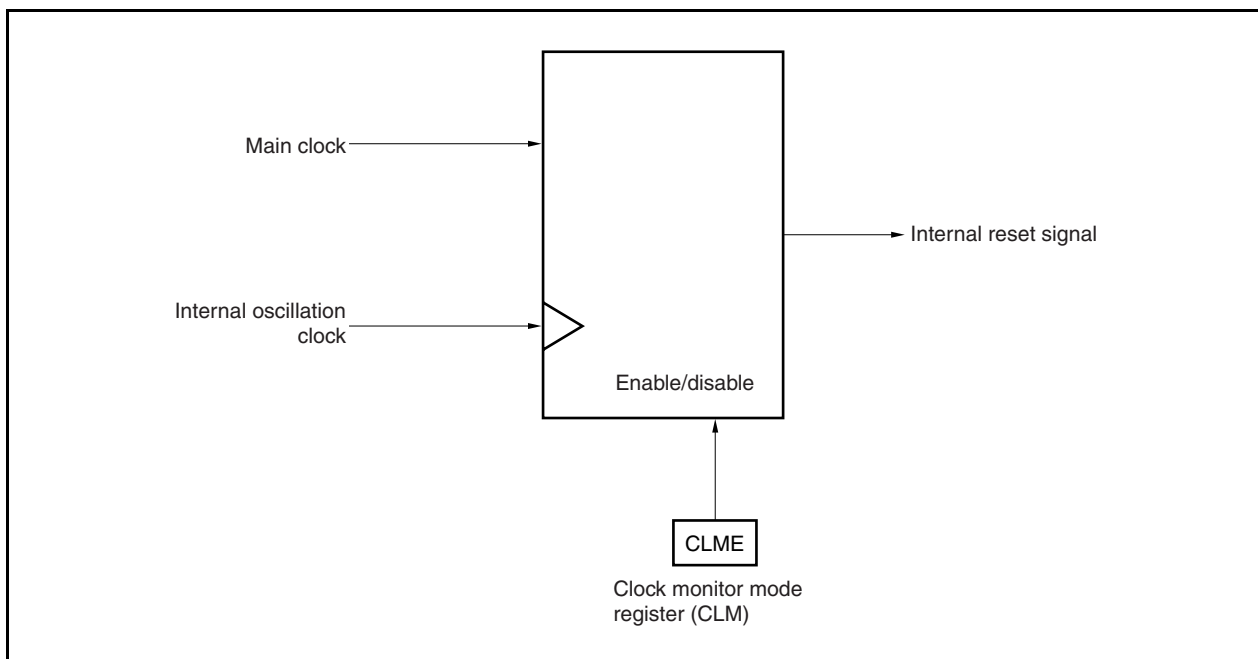 Main clock
Internal reset signal
Internal oscillation
clock
Enable/disable
CLME
Clock monitor mode
register (CLM)